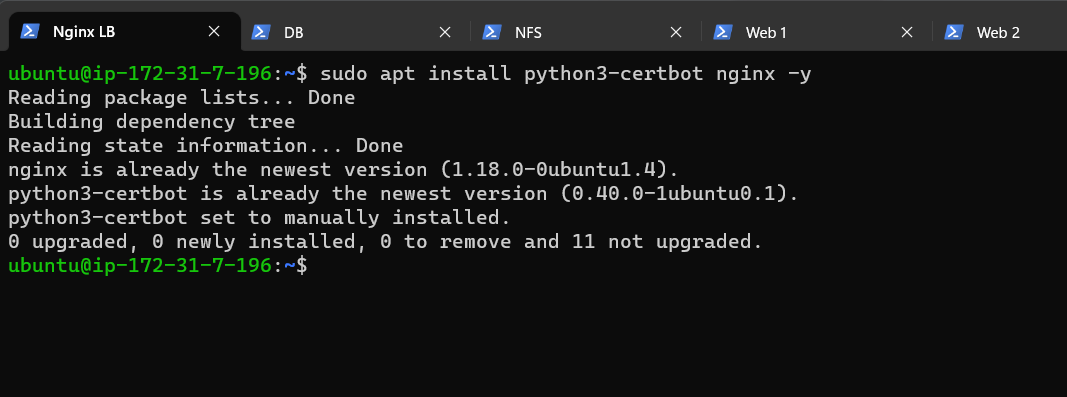 Nginx LB DB NFS Web 1 Web 2
ubuntu@ip-172-31-7-196:~$ sudo apt install python3-certbot nginx -y
Reading package lists... Done
Building dependency tree
Reading state information... Done
nginx is already the newest version (1.18.0-0ubuntu1.4).
python3-certbot is already the newest version (0.40.0-1ubuntu0.1).
python3-certbot set to manually installed.
0 upgraded, 0 newly installed, 0 to remove and 11 not upgraded.
ubuntu@ip-172-31-7-196:~$